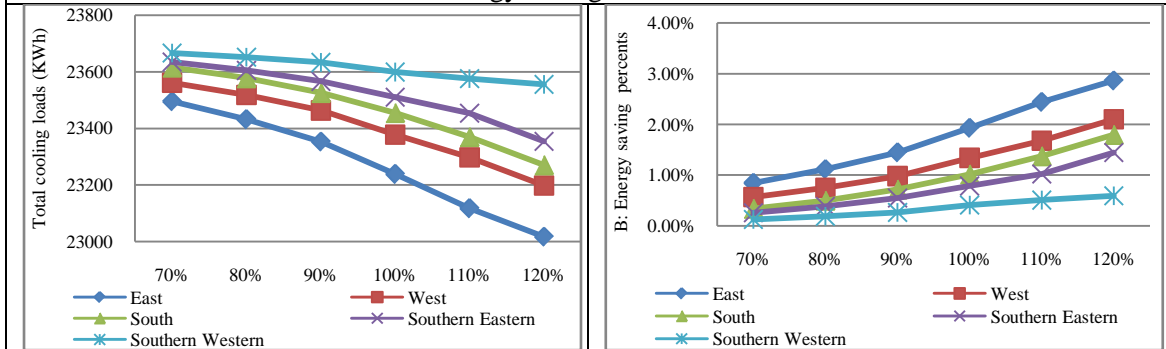 Total cooling loads (KWh)
23800
23600
23400
23200
23000
70% 80% 90% 100% 110% 120%
East West
South Southern Eastern
Southern Western
B: Energy saving percents
4.00%
3.00%
2.00%
1.00%
0.00%
70% 80% 90% 100% 110% 120%
East West
South Southern Eastern
Southern Western